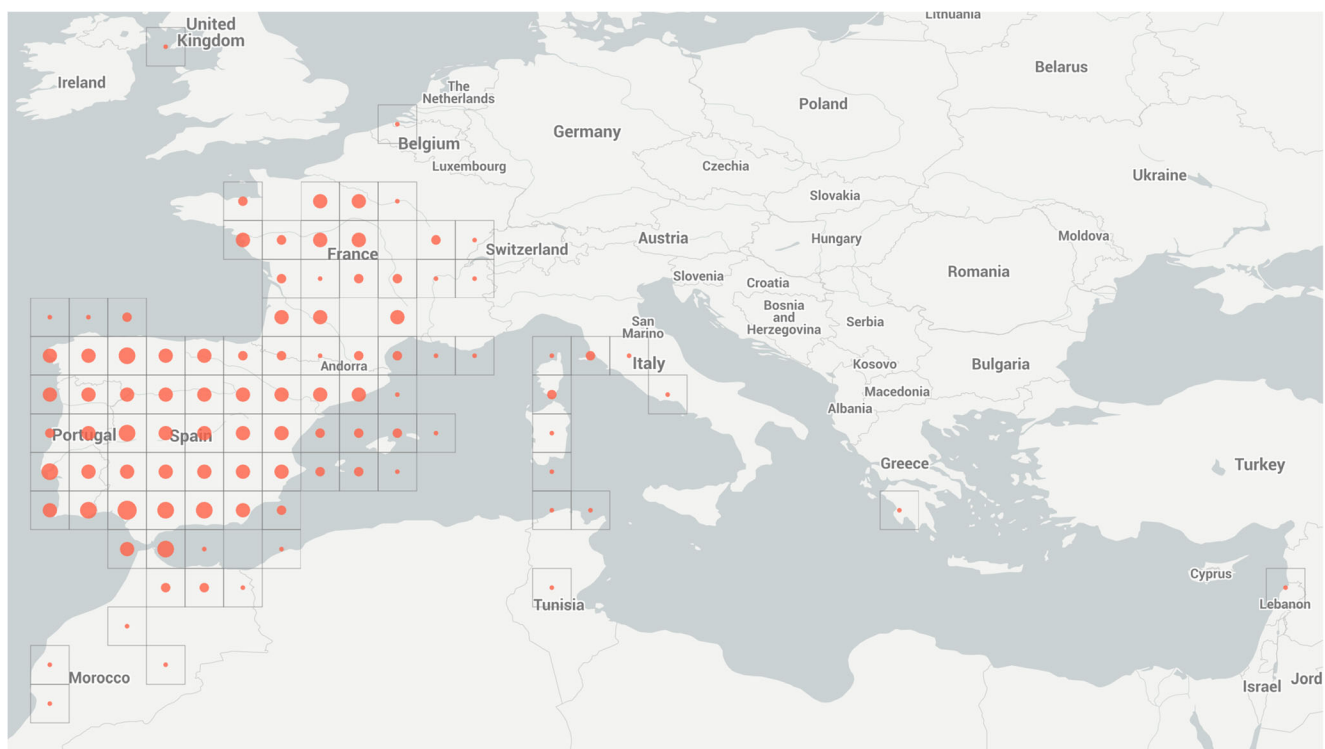 Lithuania
United
Kingdom
Belarus
Ireland
The
Netherlands
Poland
Germany
Belgium
Luxembourg
Czechia
Ukraine
Slovakia
France
Switzerland
Austria
Hungary
Moldova
Slovenia
Croatia
Romania
Bosnia
and
Herzegovina
San
Marino
Serbia
Andorra
Italy
Kosovo
Bulgaria
Macedonia
Albania
Portugal
Spain
Greece
Turkey
Cyprus
Tunisia
Lebanon
Morocco
Israel
Jord